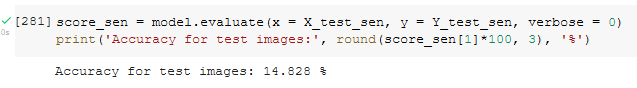 [281] score_sen = model.evaluate(x = X_test_sen, y = Y_test_sen, verbose = 0)
0s print('Accuracy for test images:', round(score_sen[1]*100, 3), '%')
Accuracy for test images: 14.828 %